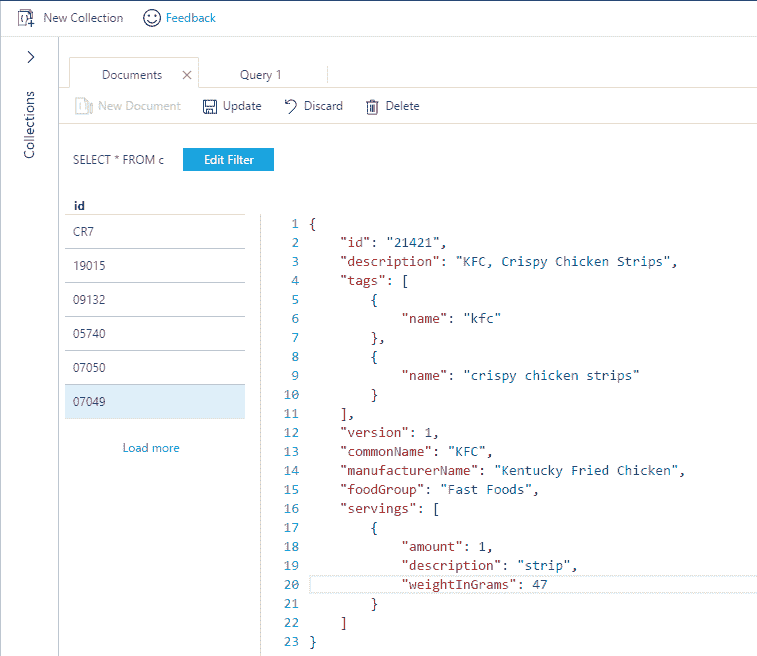 New Collection Feedback
Collections
Documents Query 1
New Document Update Discard Delete
SELECT * FROM c Edit Filter
id
CR7
19015
09132
05740
07050
07049
Load more
1 {
2 "id": "21421",
3 "description": "KFC, Crispy Chicken Strips",
4 "tags": [
5 {
6 "name": "kfc"
7 },
8 {
9 "name": "crispy chicken strips"
10 }
11 ],
12 "version": 1,
13 "commonName": "KFC",
14 "manufacturerName": "Kentucky Fried Chicken",
15 "foodGroup": "Fast Foods",
16 "servings": [
17 {
18 "amount": 1,
19 "description": "strip",
20 "weightInGrams": 47
21 }
22 ]
23 }